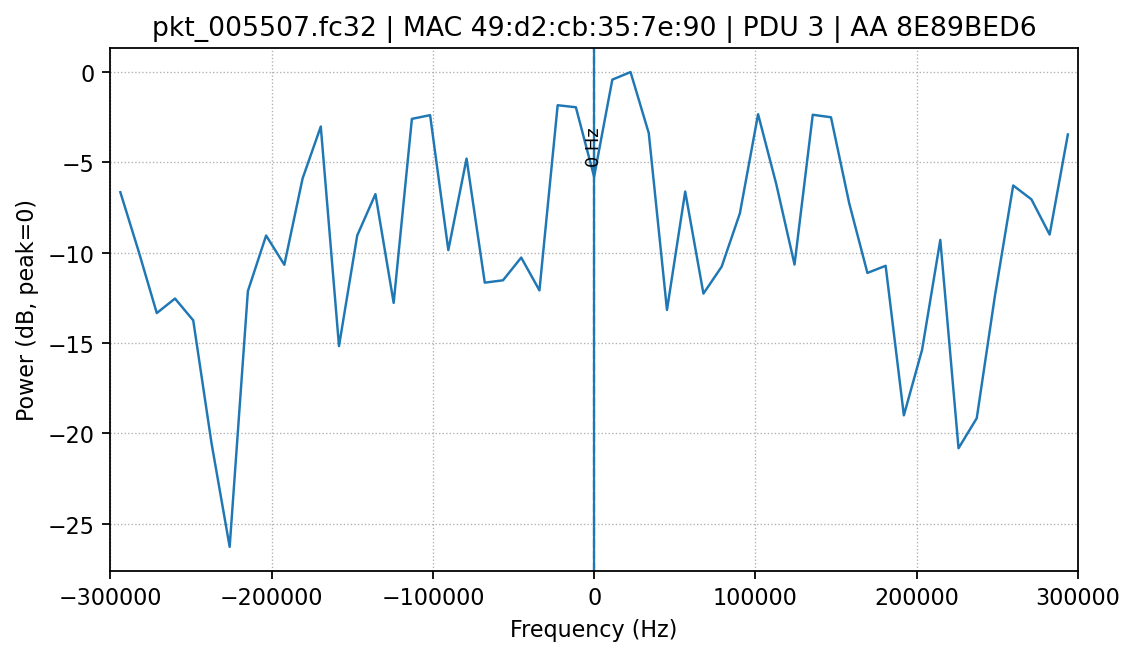 pkt_005507.fc32 | MAC 49:d2:cb:35:7e:90 | PDU 3 | AA 8E89BED6
Power (dB, peak=0)
0
−5
−10
−15
−20
−25
0 Hz
−300000 −200000 −100000 0 100000 200000 300000
Frequency (Hz)